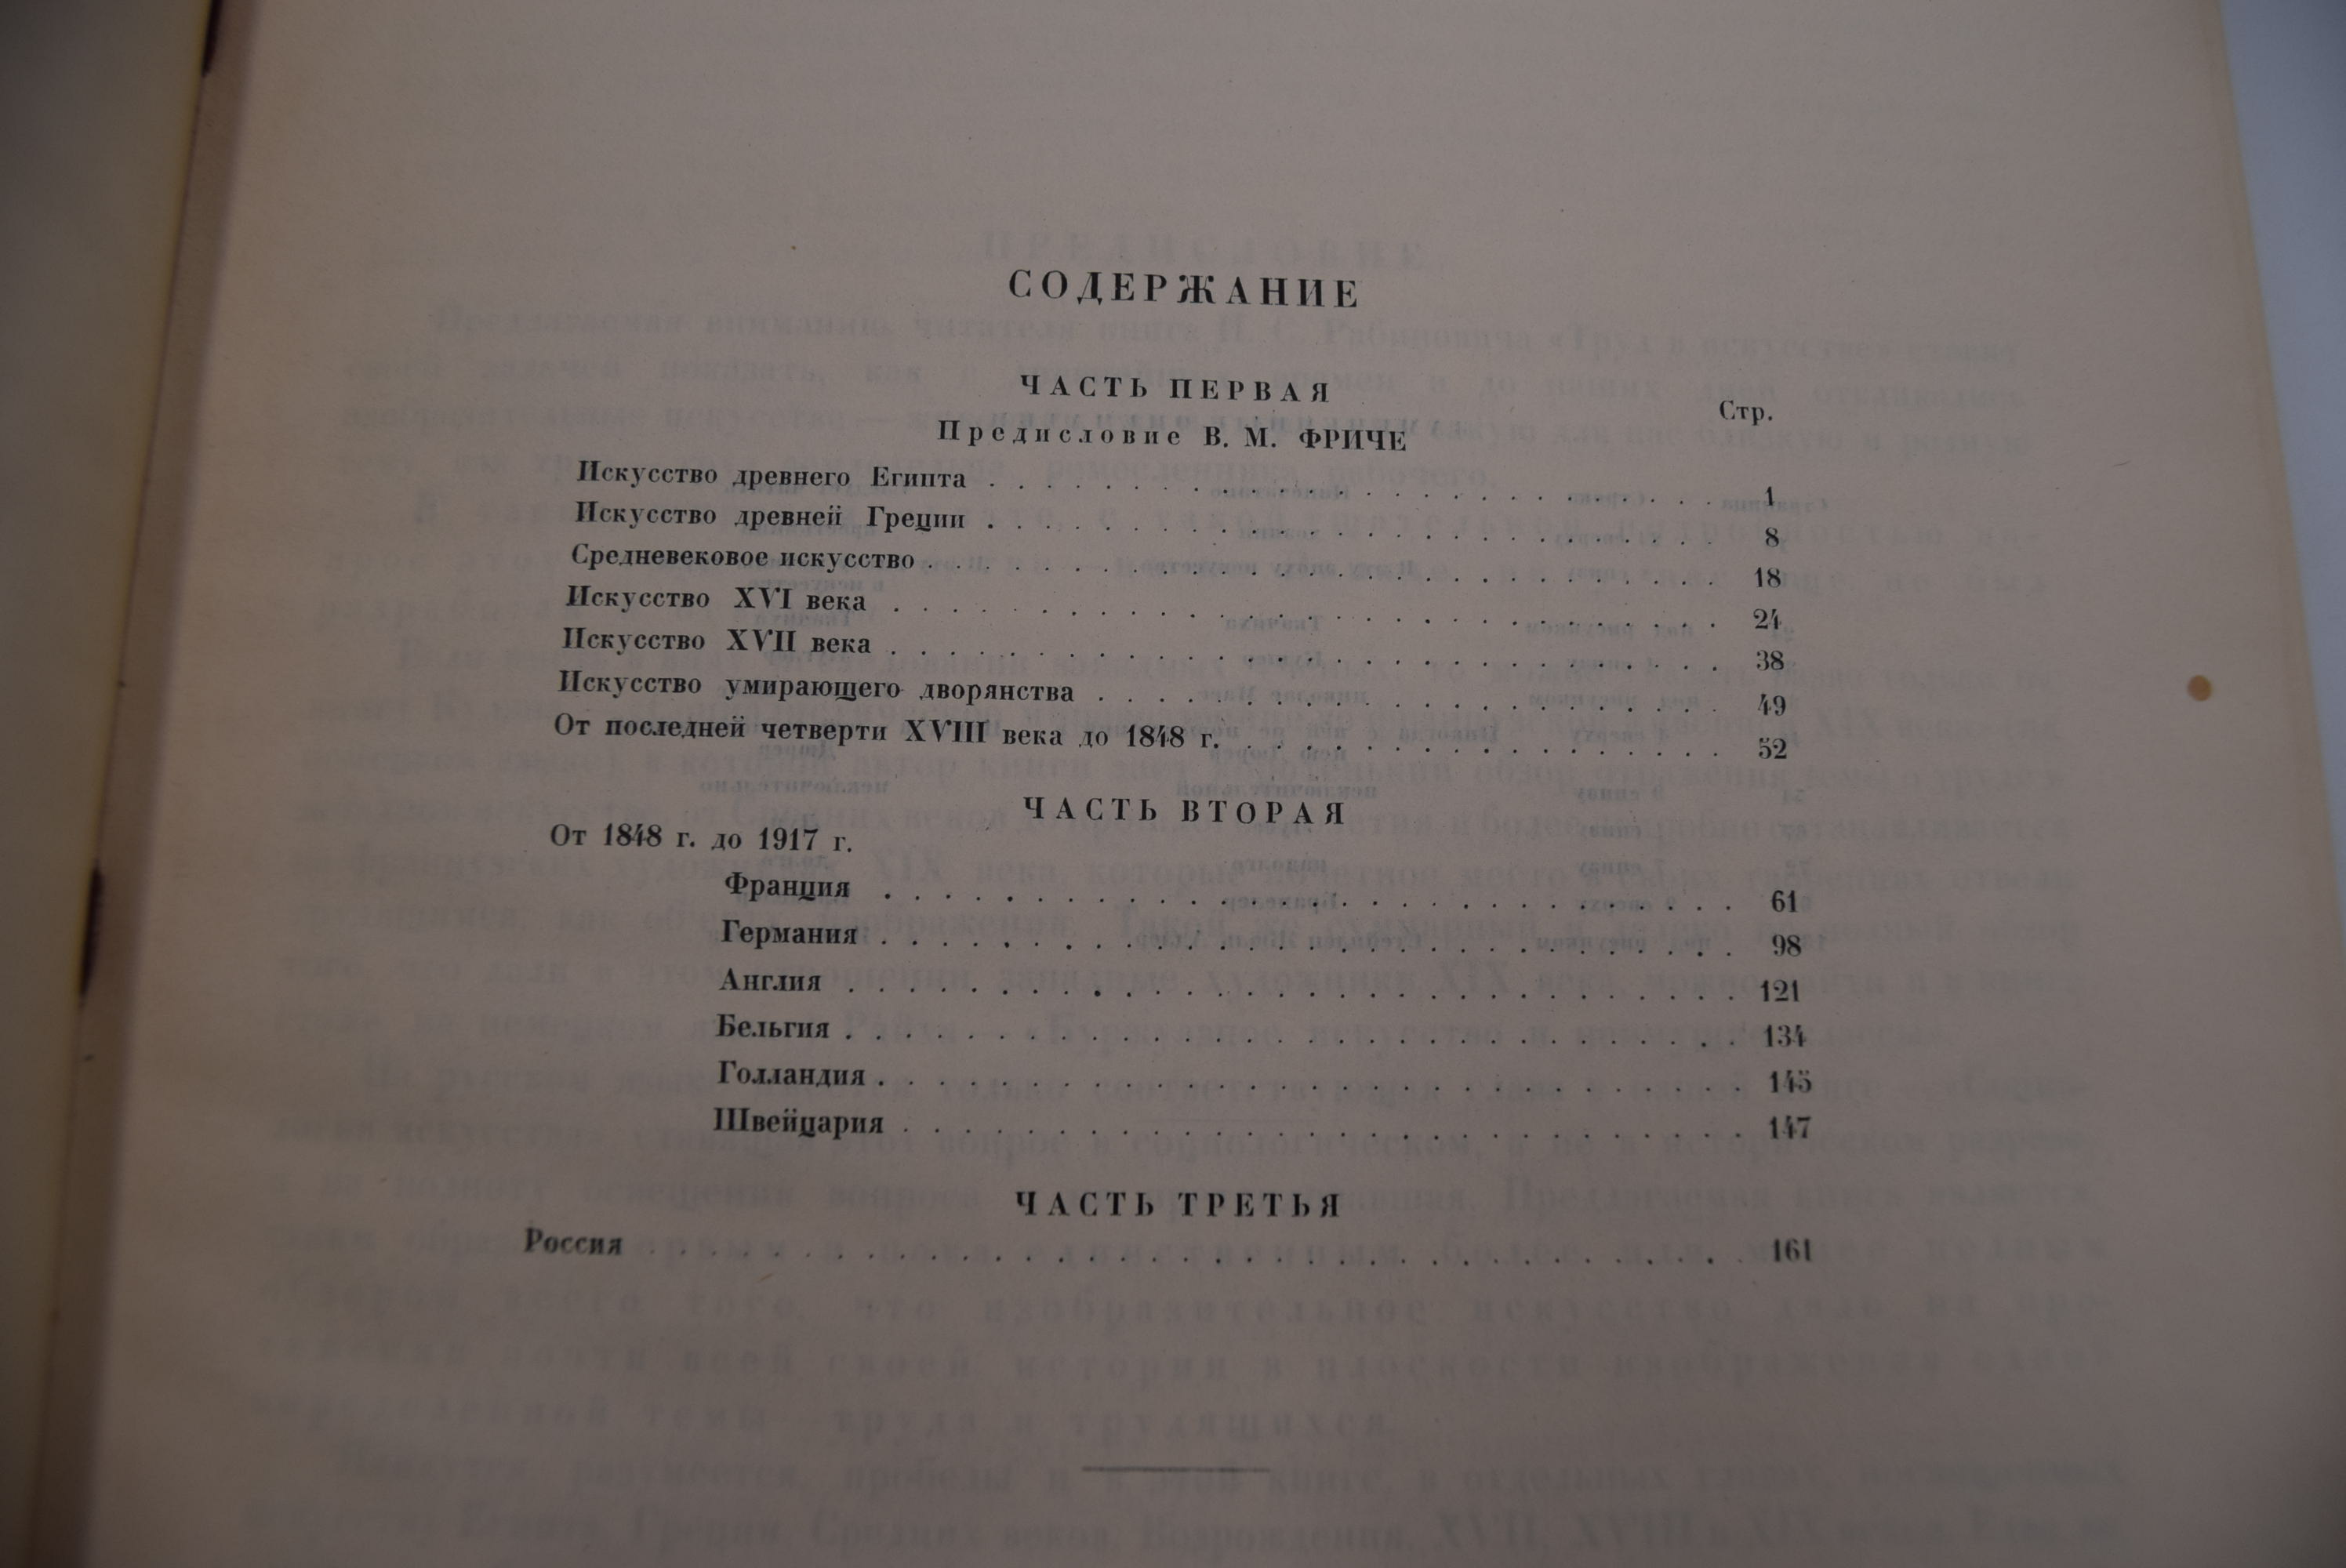 СОДЕРЖАНИЕ
ЧАСТЬ ПЕРВАЯ
Стр.
Предисловие В. М. ФРИЧЕ
Искусство древнего Египта . . . . . . . . . . . . . . . . . . . . . . . . 1
Искусство древней Греции . . . . . . . . . . . . . . . . . . . . . . . . 8
Средневековое искусство . . . . . . . . . . . . . . . . . . . . . . . . . 18
Искусство XVI века . . . . . . . . . . . . . . . . . . . . . . . . . . . 24
Искусство XVII века . . . . . . . . . . . . . . . . . . . . . . . . . . . 38
Искусство умирающего дворянства . . . . . . . . . . . . . . . . . . . . 49
От последней четверти XVIII века до 1848 г. . . . . . . . . . . . . . . . . 52
ЧАСТЬ ВТОРАЯ
От 1848 г. до 1917 г.
Франция . . . . . . . . . . . . . . . . . . . . . . . . . . . . 61
Германия . . . . . . . . . . . . . . . . . . . . . . . . . . . . 98
Англия . . . . . . . . . . . . . . . . . . . . . . . . . . . . . 121
Бельгия . . . . . . . . . . . . . . . . . . . . . . . . . . . . . 134
Голландия . . . . . . . . . . . . . . . . . . . . . . . . . . . . 145
Швейцария . . . . . . . . . . . . . . . . . . . . . . . . . . . . 147
ЧАСТЬ ТРЕТЬЯ
Россия . . . . . . . . . . . . . . . . . . . . . . . . . . . . . . . . . . . 161